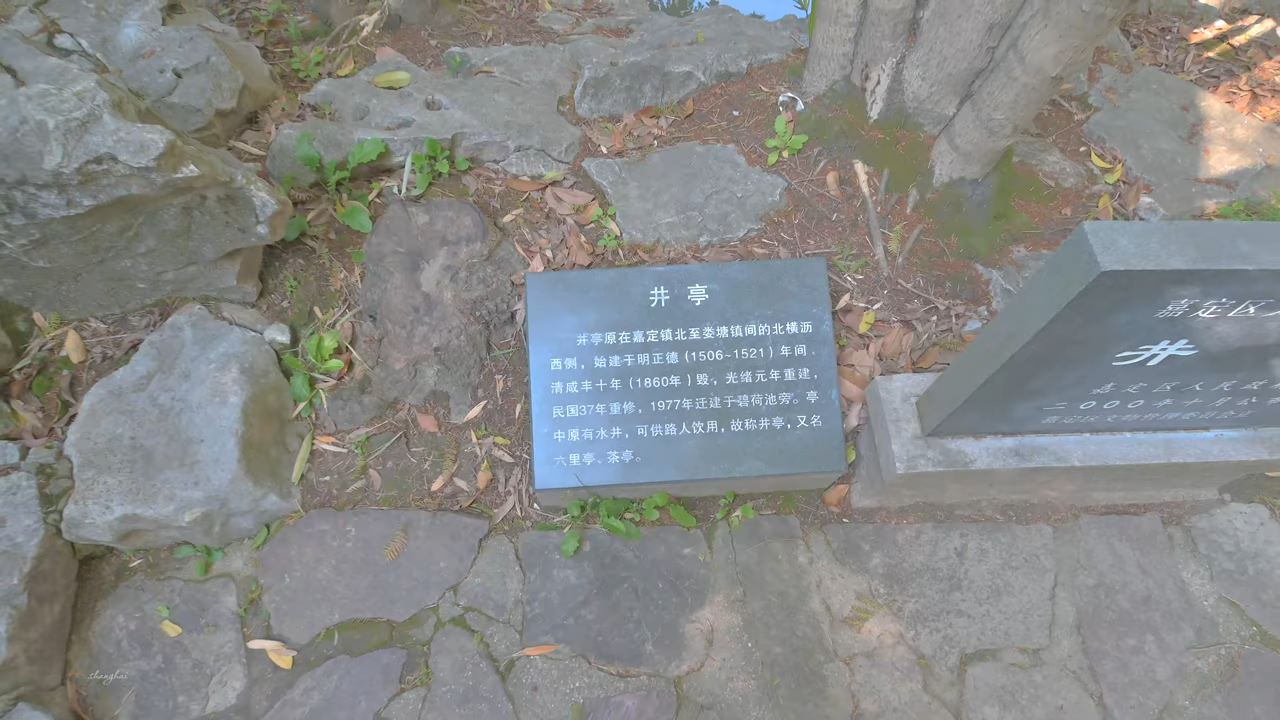 井 亭
井亭原在嘉定镇北至娄塘镇间的北横沥
西侧，始建于明正德（1506~1521）年间，
清咸丰十年（1860年）毁，光绪元年重建，
民国37年重修，1977年迁建于碧荷池旁。亭
中原有水井，可供路人饮用，故称井亭，又名
六里亭、茶亭。
嘉定区
井
嘉定区人民政
二〇〇〇年十月公
shanghai